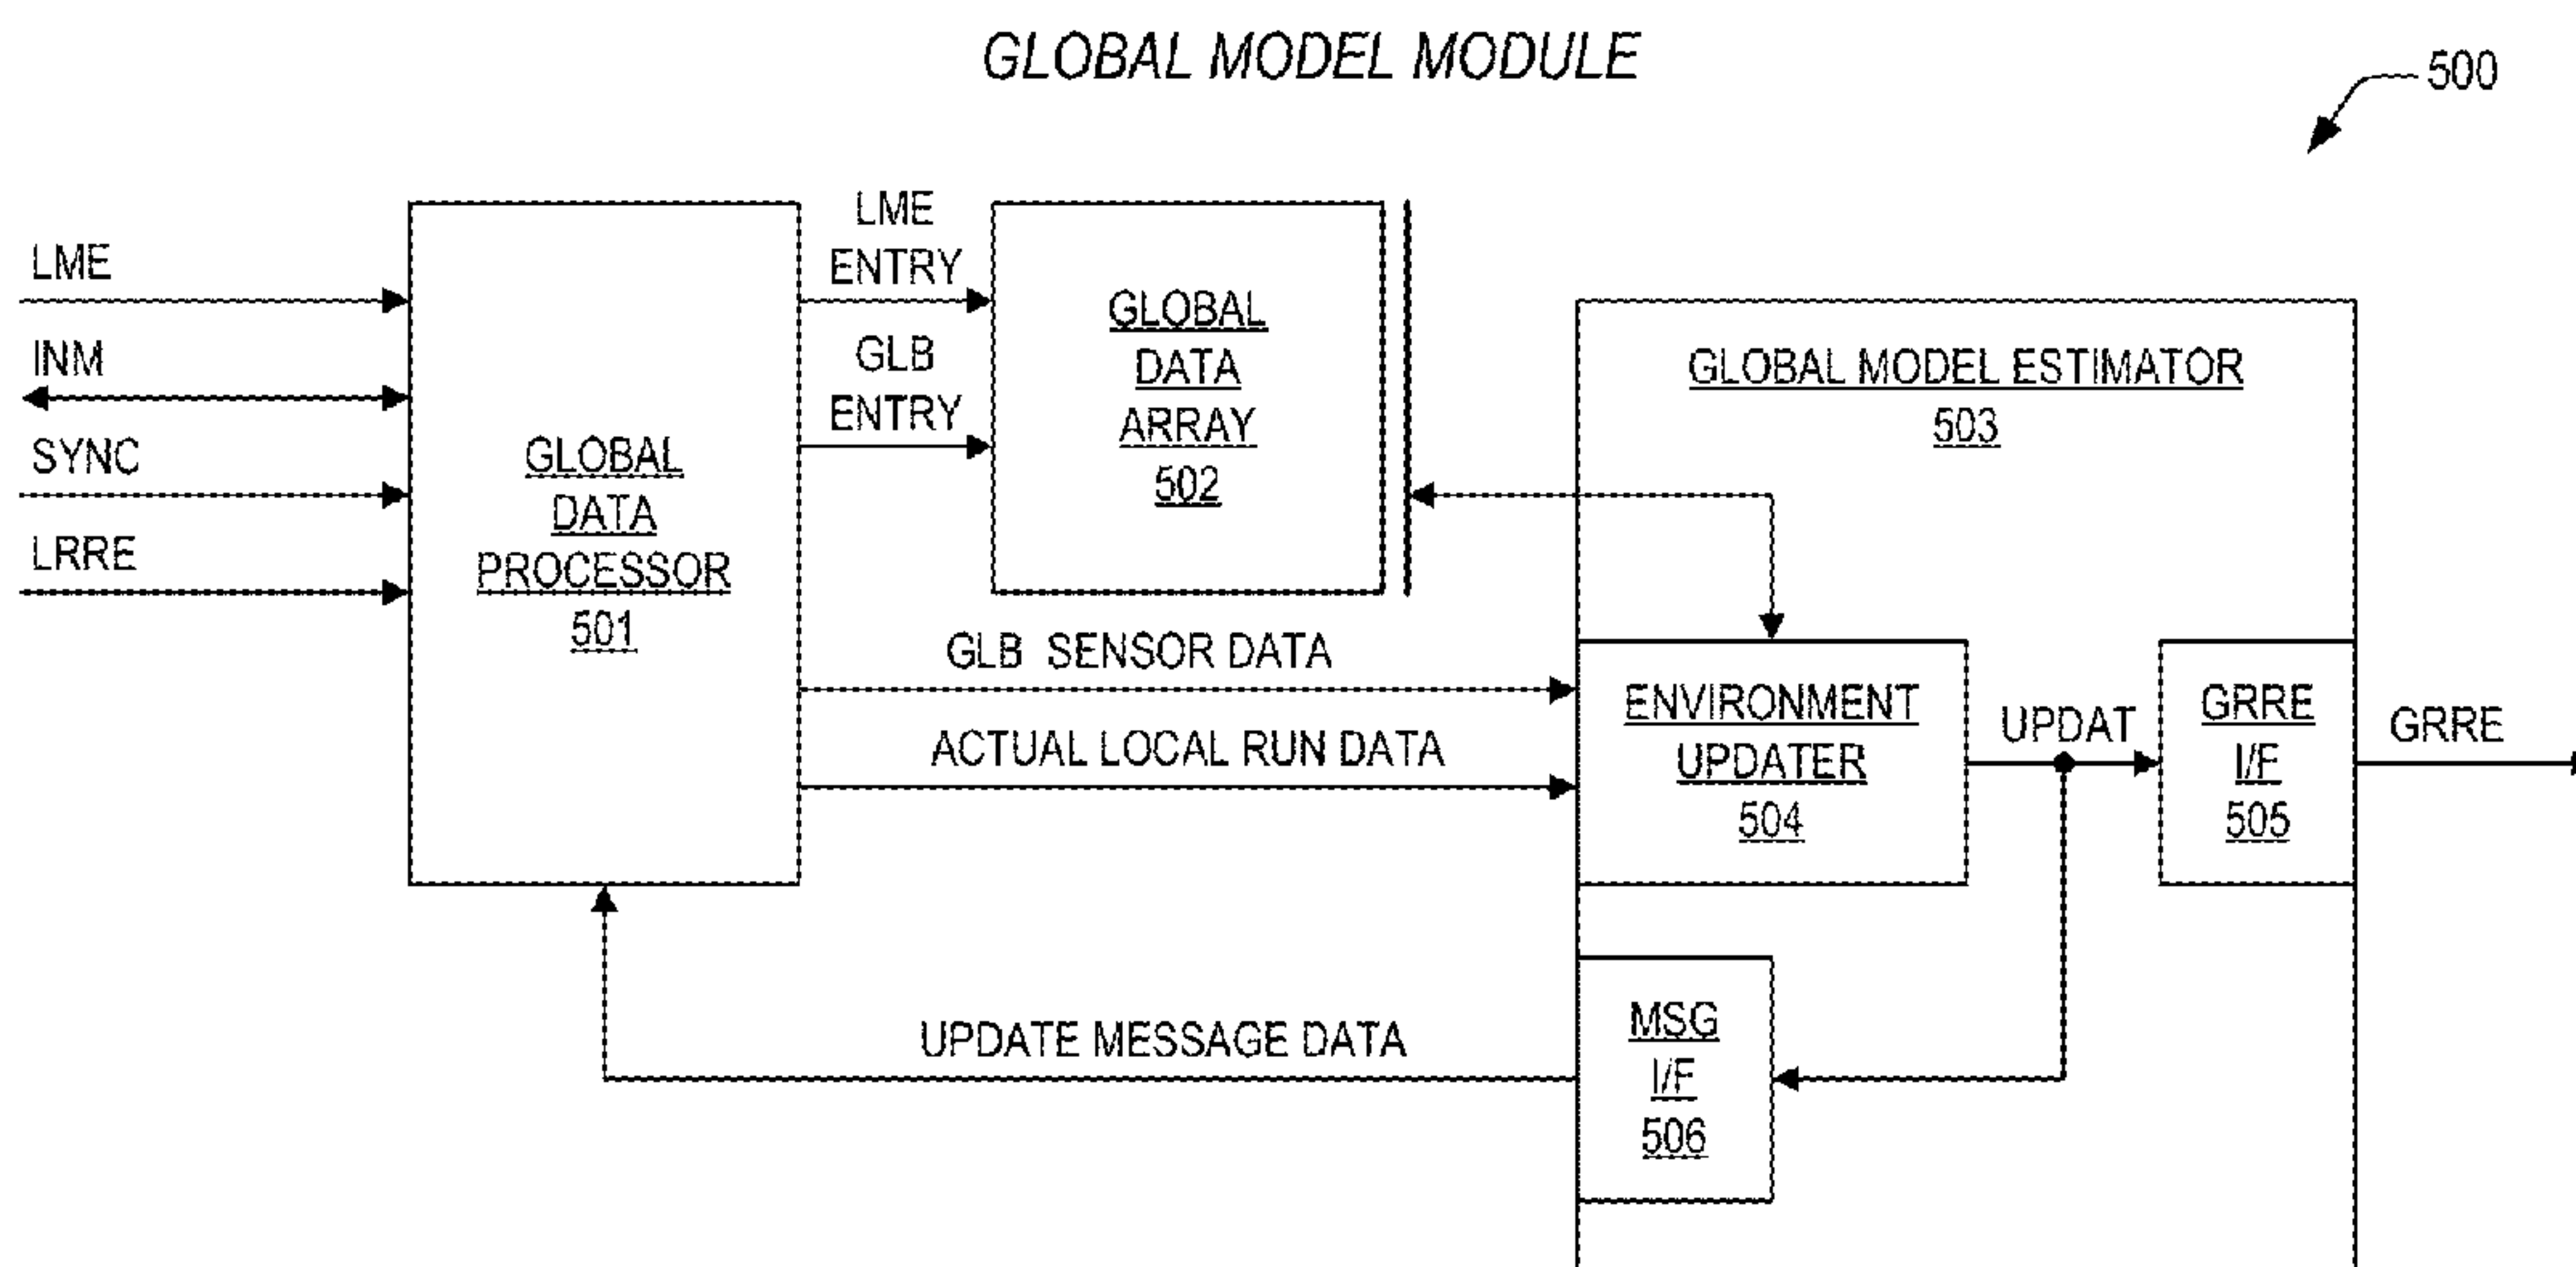 GLOBAL MODEL MODULE
500
LME
INM
SYNC
LRRE
GLOBAL
DATA
PROCESSOR
501
LME
ENTRY
GLB
ENTRY
GLOBAL
DATA
ARRAY
502
GLOBAL MODEL ESTIMATOR
503
GLB SENSOR DATA
ACTUAL LOCAL RUN DATA
ENVIRONMENT
UPDATER
504
UPDAT
GRRE
I/F
505
GRRE
UPDATE MESSAGE DATA
MSG
I/F
506